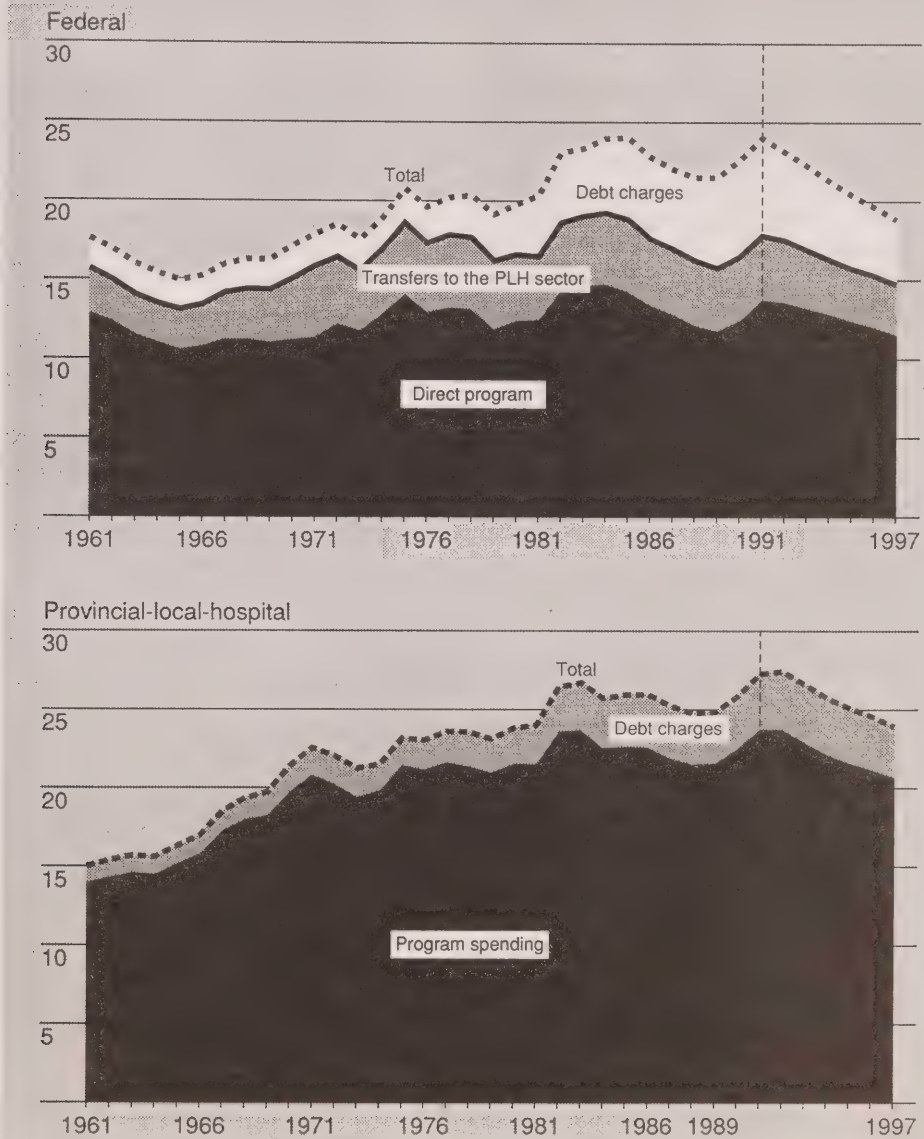 Federal
30
25
20
15
10
5
Total
Debt charges
Transfers to the PLH sector
Direct program
1961 1966 1971 1976 1981 1986 1991 1997
Provincial-local-hospital
30
25
20
15
10
5
Total
Debt charges
Program spending
1961 1966 1971 1976 1981 1986 1989 1997